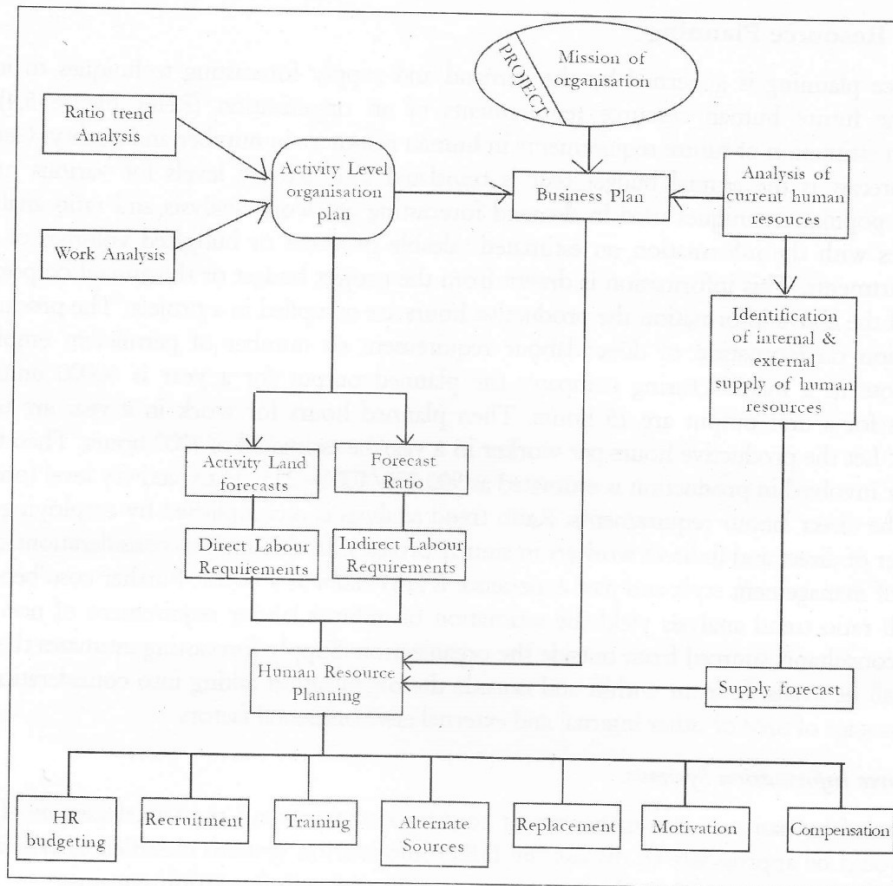 Mission of
organisation
PROJECT
Ratio trend
Analysis
Activity Level
organisation
plan
Business Plan
Analysis of
current human
resources
Work Analysis
Identification
of internal &
external
supply of human
resources
Activity Land
forecasts
Forecast
Ratio
Direct Labour
Requirements
Indirect Labour
Requirements
Human Resource
Planning
Supply forecast
HR
budgeting
Recruitment
Training
Alternate
Sources
Replacement
Motivation
Compensation